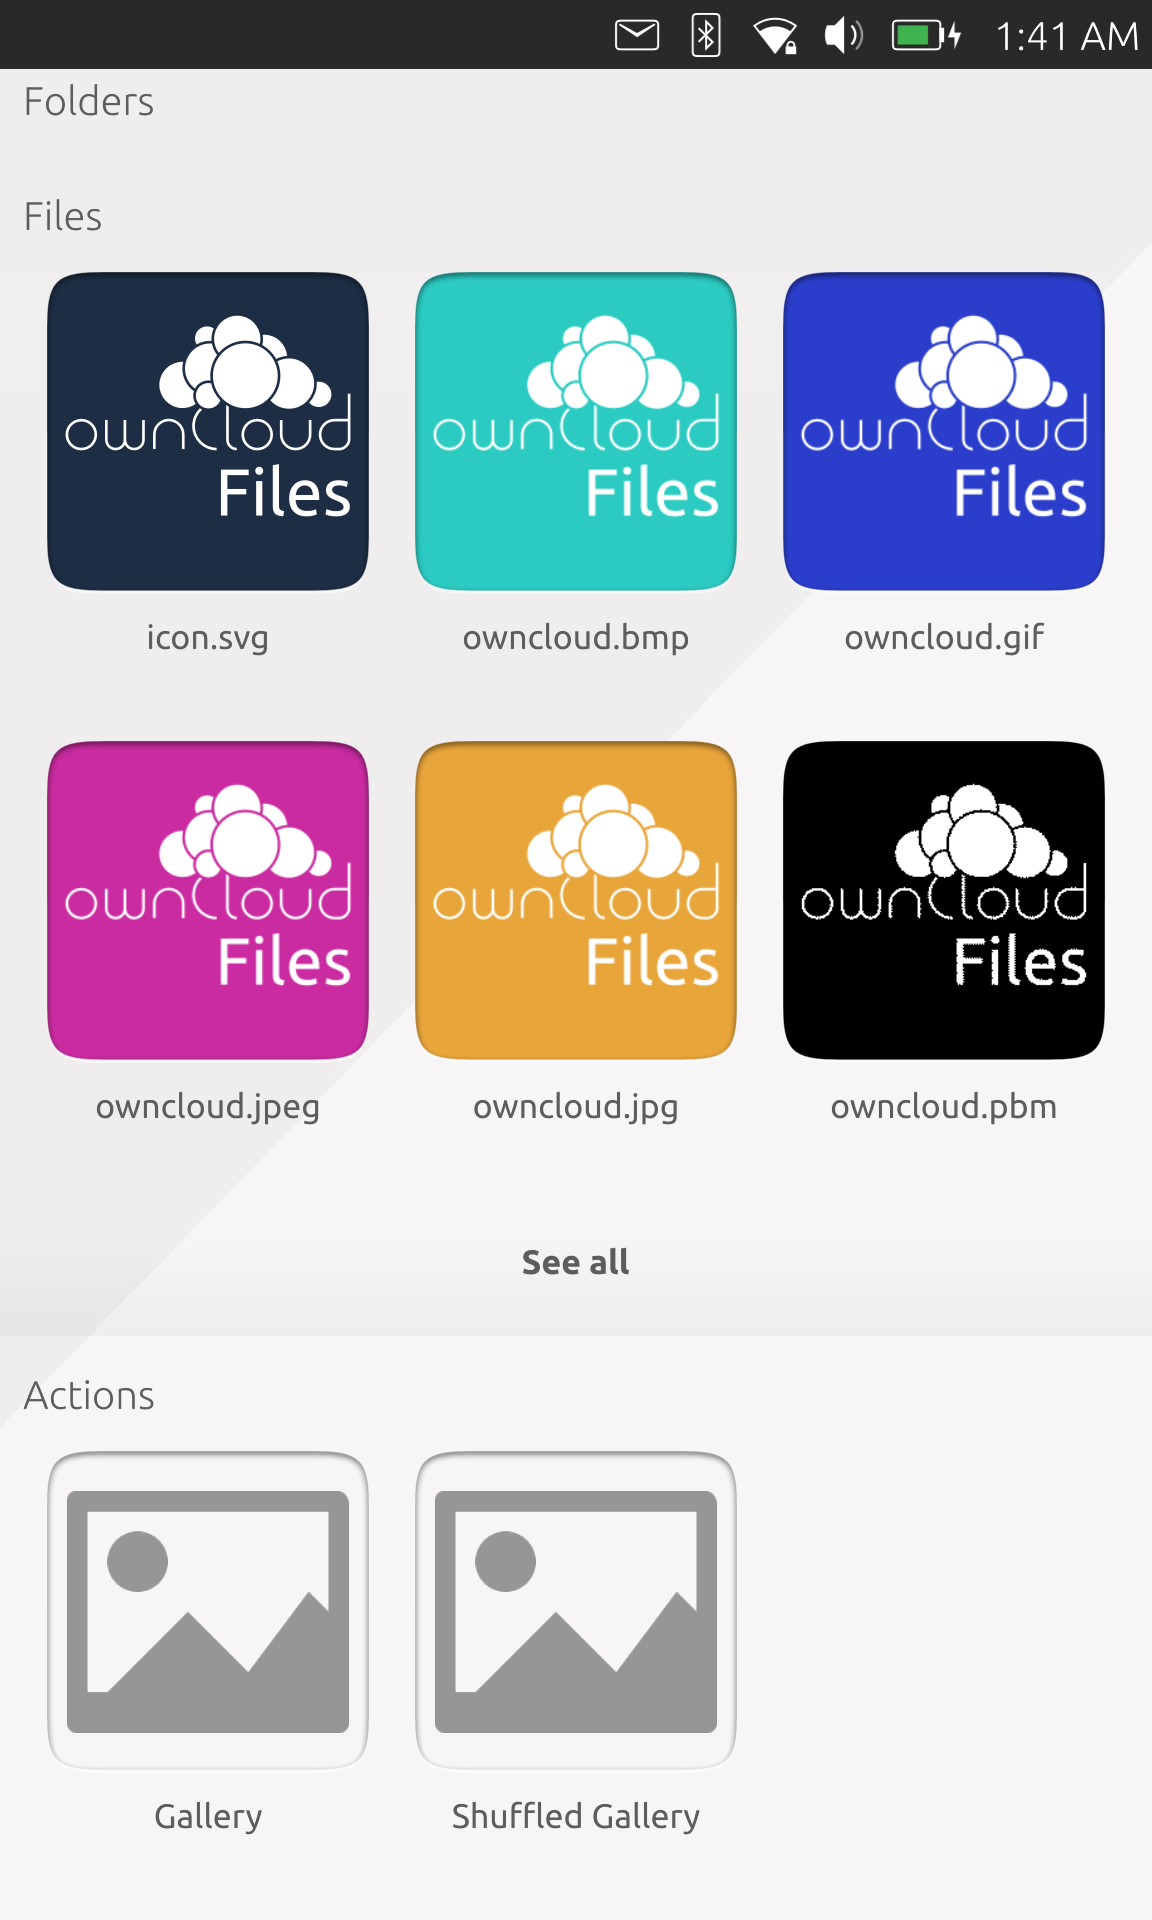 1:41 AM
Folders
Files
ownCloud
Files
ownCloud
Files
ownCloud
Files
icon.svg
owncloud.bmp
owncloud.gif
ownCloud
Files
ownCloud
Files
ownCloud
Files
owncloud.jpeg
owncloud.jpg
owncloud.pbm
See all
Actions
Gallery
Shuffled Gallery